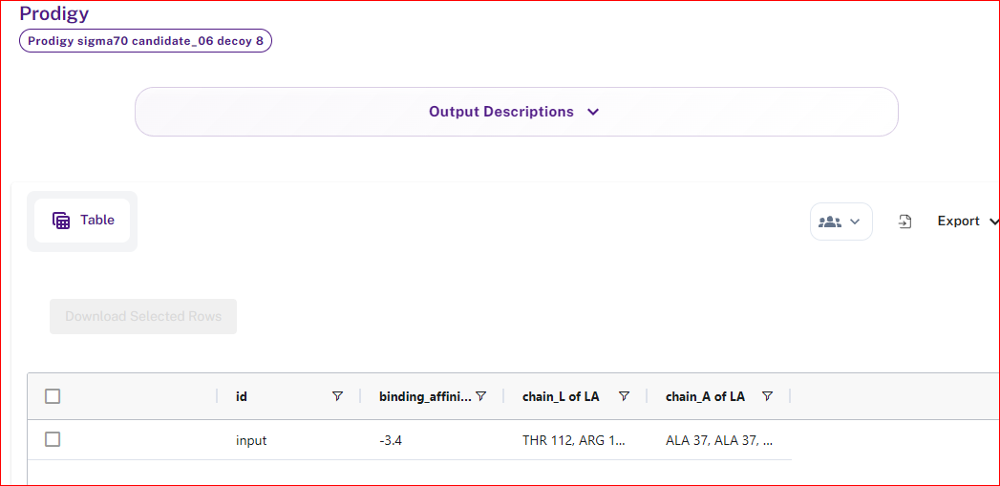 Prodigy
Prodigy sigma70 candidate_06 decoy 8
Output Descriptions
Table
Export
Download Selected Rows
id binding_affini... chain_L of LA chain_A of LA
input -3.4 THR 112, ARG 1... ALA 37, ALA 37, ...